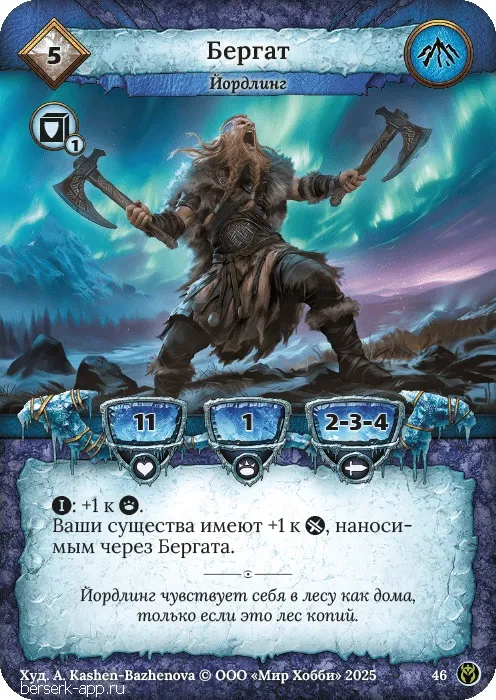 5
Бергат
Йордлинг
1
11
1
2-3-4
I: +1 к .
Ваши существа имеют +1 к , наноси-
мым через Бергата.
Йордлинг чувствует себя в лесу как дома,
только если это лес копий.
Худ. A. Kashen-Bazhenova © ООО «Мир Хобби» 2025
46
berserk-app.ru